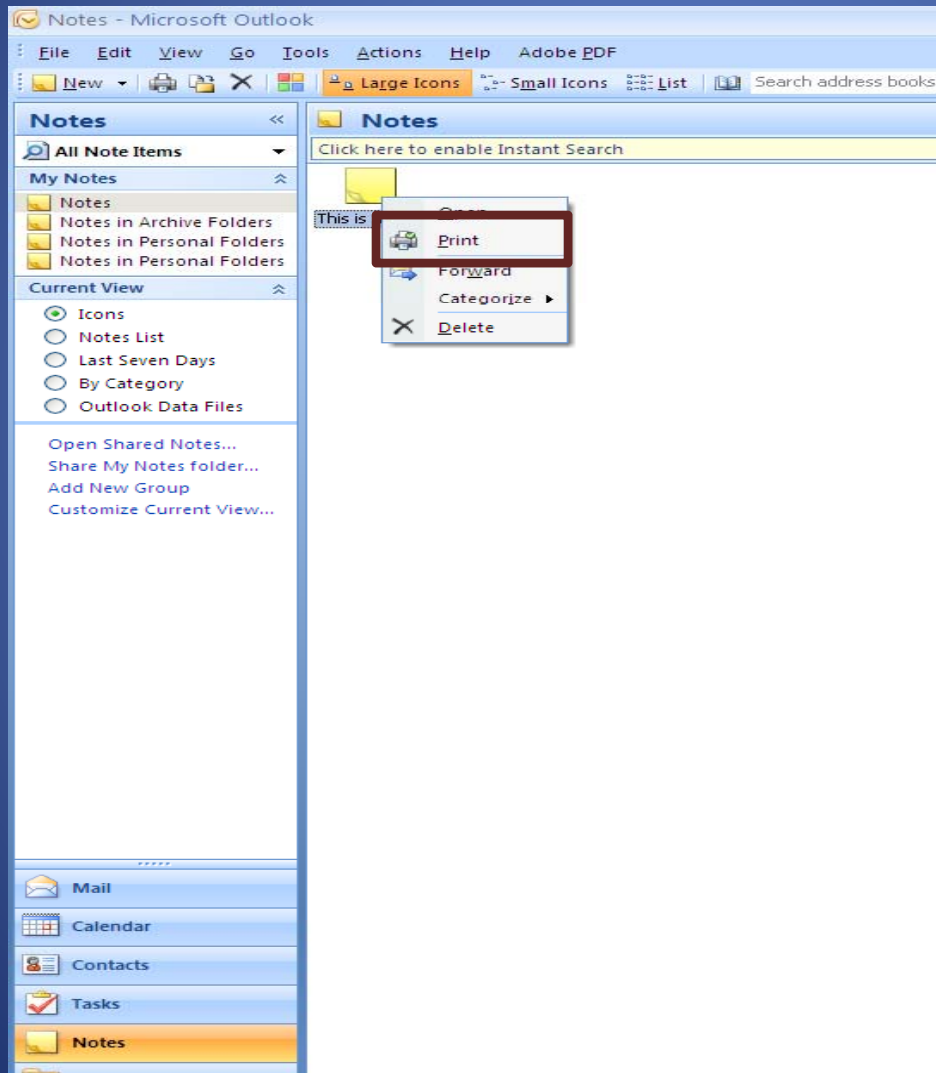 Notes - Microsoft Outlook
File Edit View Go Tools Actions Help Adobe PDF
New Large Icons Small Icons List Search address books
Notes «
All Note Items
My Notes
Notes
Notes in Archive Folders
Notes in Personal Folders
Notes in Personal Folders
Current View
Icons
Notes List
Last Seven Days
By Category
Outlook Data Files
Open Shared Notes...
Share My Notes folder...
Add New Group
Customize Current View...
Mail
Calendar
Contacts
Tasks
Notes
Notes
Click here to enable Instant Search
This is
Open
Print
Forward
Categorize
Delete